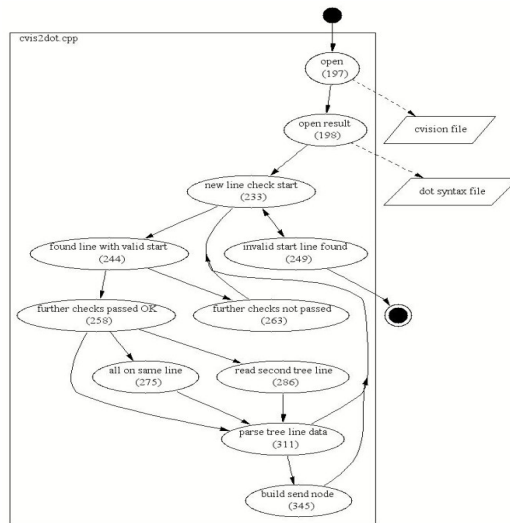 cvis2dot.cpp
open
(197)
open result
(198)
cvision file
new line check start
(233)
dot syntax file
found line with valid start
(244)
invalid start line found
(249)
further checks passed OK
(258)
further checks not passed
(263)
all on same line
(275)
read second tree line
(286)
parse tree line data
(311)
build send node
(345)